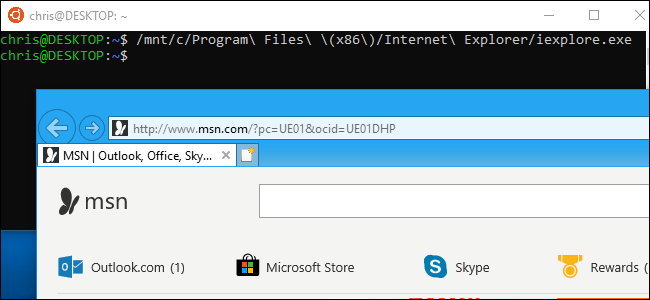 chris@DESKTOP: ~
chris@DESKTOP:~$ /mnt/c/Program\ Files\ \(x86\)/Internet\ Explorer/iexplore.exe
chris@DESKTOP:~$
http://www.msn.com/?pc=UE01&ocid=UE01DHP
MSN | Outlook, Office, Sky...
msn
Outlook.com (1)
Microsoft Store
Skype
Rewards (